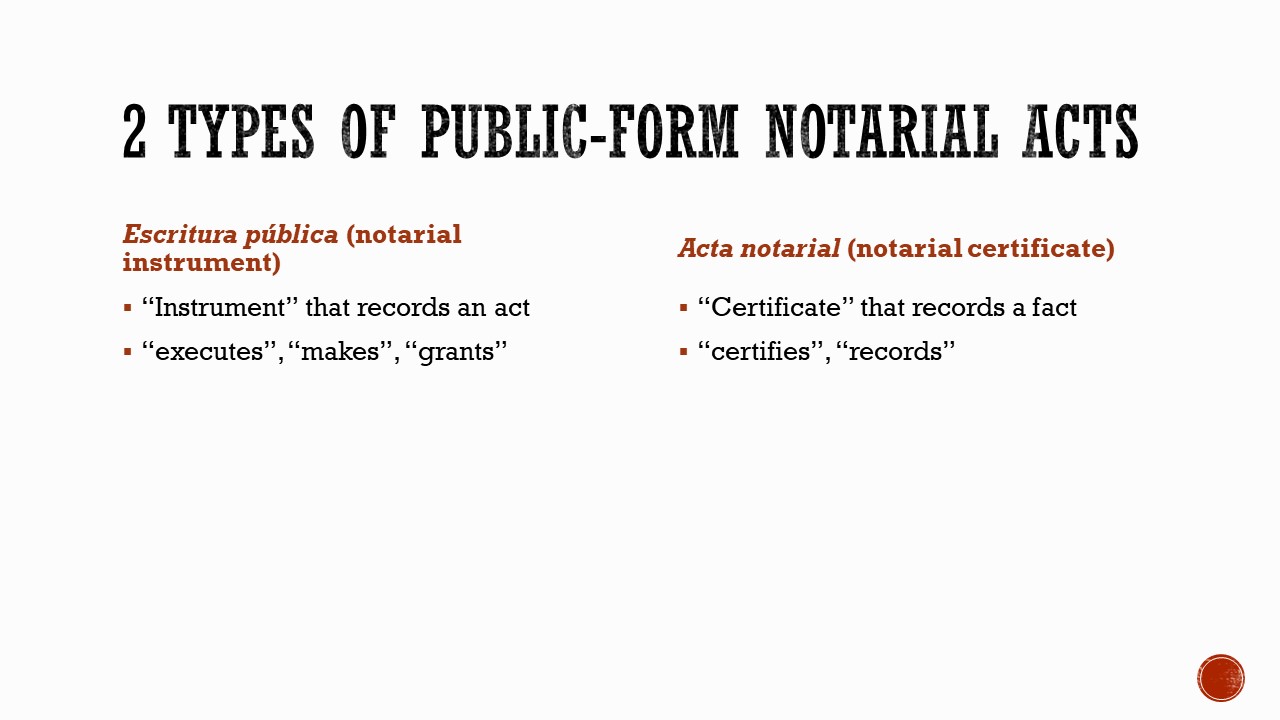 2 TYPES OF PUBLIC-FORM NOTARIAL ACTS
Escritura pública (notarial
instrument)
▪ “Instrument” that records an act
▪ “executes”, “makes”, “grants”
Acta notarial (notarial certificate)
▪ “Certificate” that records a fact
▪ “certifies”, “records”